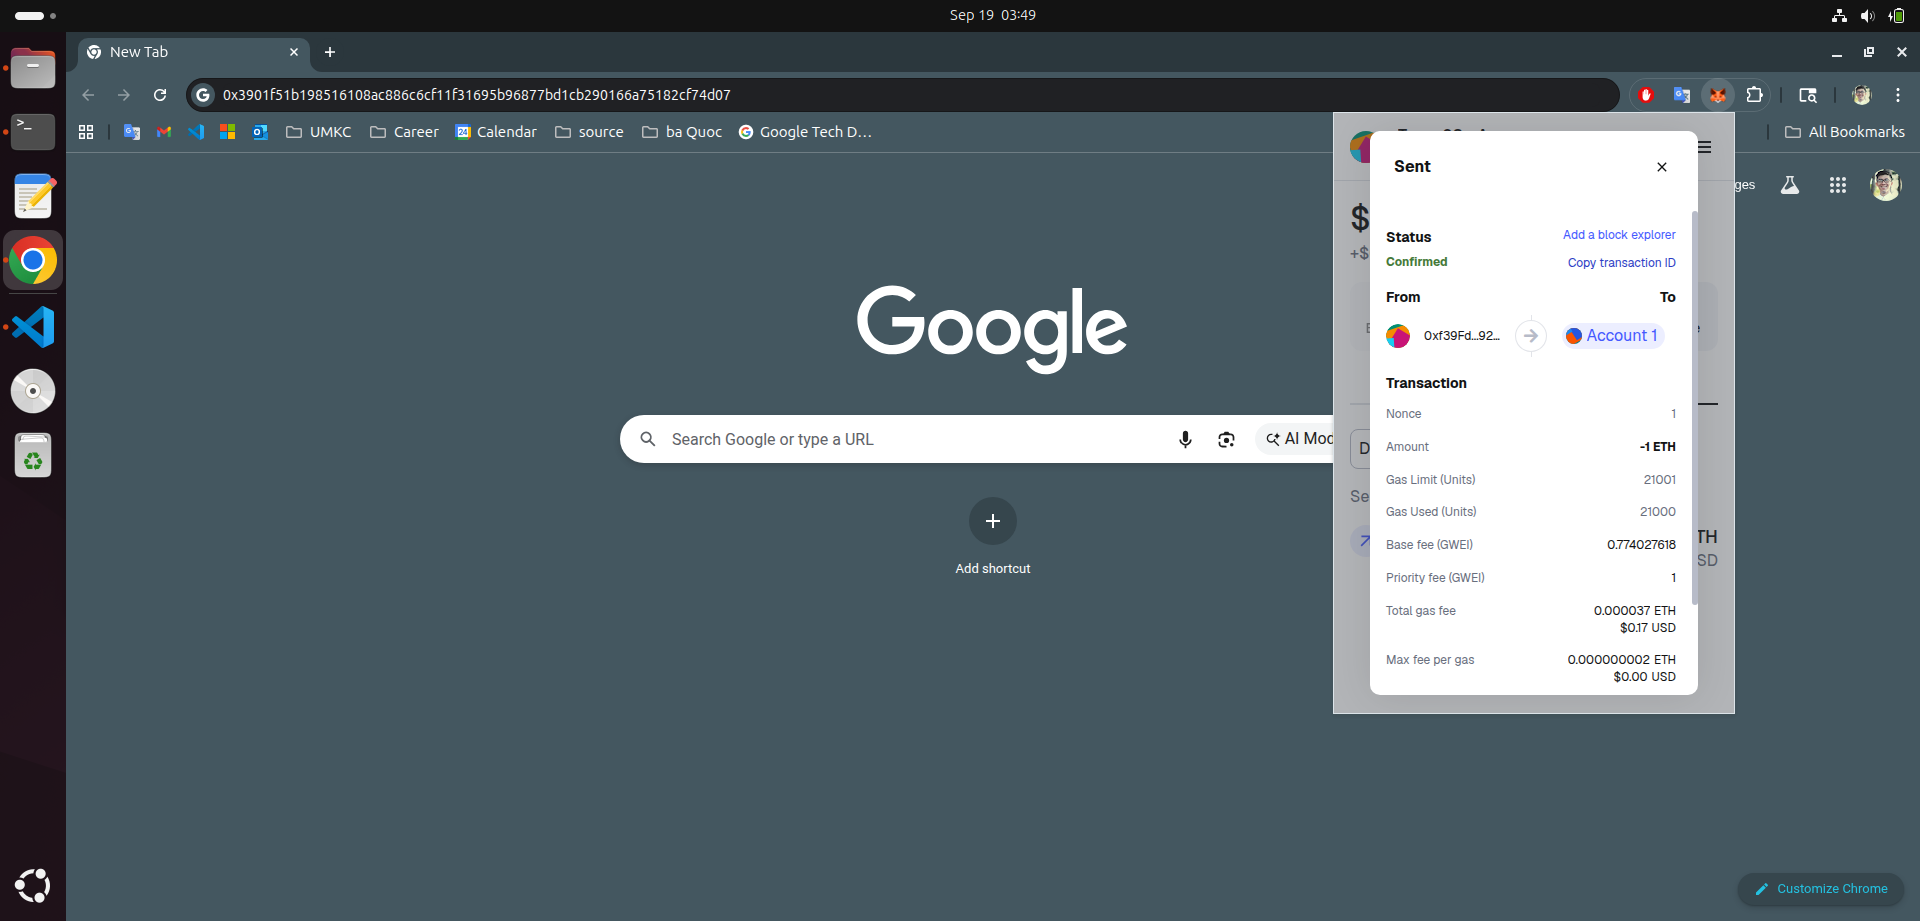 Sep 19 03:49
New Tab
0x3901f51b198516108ac886c6cf11f31695b96877bd1cb290166a75182cf74d07
UMKC
Career
Calendar
source
ba Quoc
Google Tech D...
All Bookmarks
ges
Google
Search Google or type a URL
AI Mod
Add shortcut
Sent
Status
Add a block explorer
Confirmed
Copy transaction ID
From
To
0xf39Fd...92...
Account 1
Transaction
Nonce
1
Amount
-1 ETH
Gas Limit (Units)
21001
Gas Used (Units)
21000
Base fee (GWEI)
0.774027618
Priority fee (GWEI)
1
Total gas fee
0.000037 ETH
$0.17 USD
Max fee per gas
0.000000002 ETH
$0.00 USD
$
+$
D
Se
TH
SD
Customize Chrome